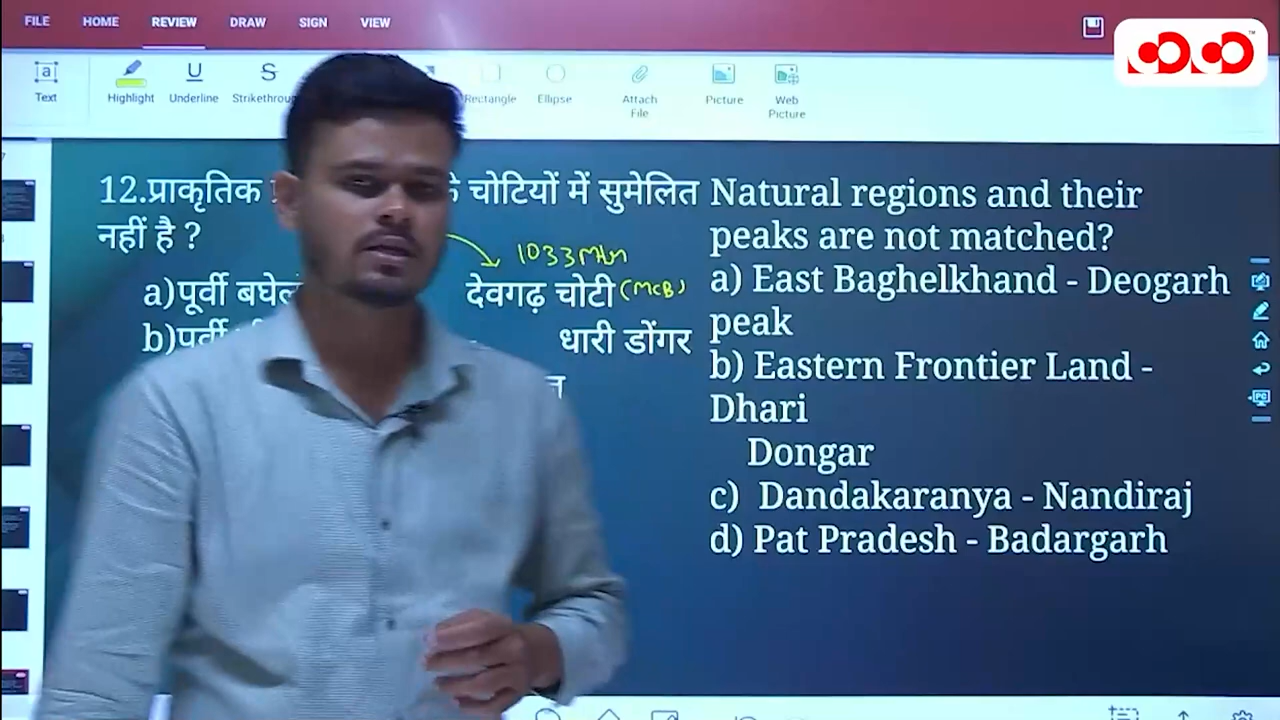 FILE HOME REVIEW DRAW SIGN VIEW
Text Highlight Underline Rectangle Ellipse Attach File Picture Web Picture
12.प्राकृतिक चोटियों में सुमेलित
नहीं है ?
1033
a)पूर्वी देवगढ़ चोटी (MCB)
b)पूर्वी धारी डोंगर
Natural regions and their
peaks are not matched?
a) East Baghelkhand - Deogarh
peak
b) Eastern Frontier Land -
Dhari
Dongar
c) Dandakaranya - Nandiraj
d) Pat Pradesh - Badargarh